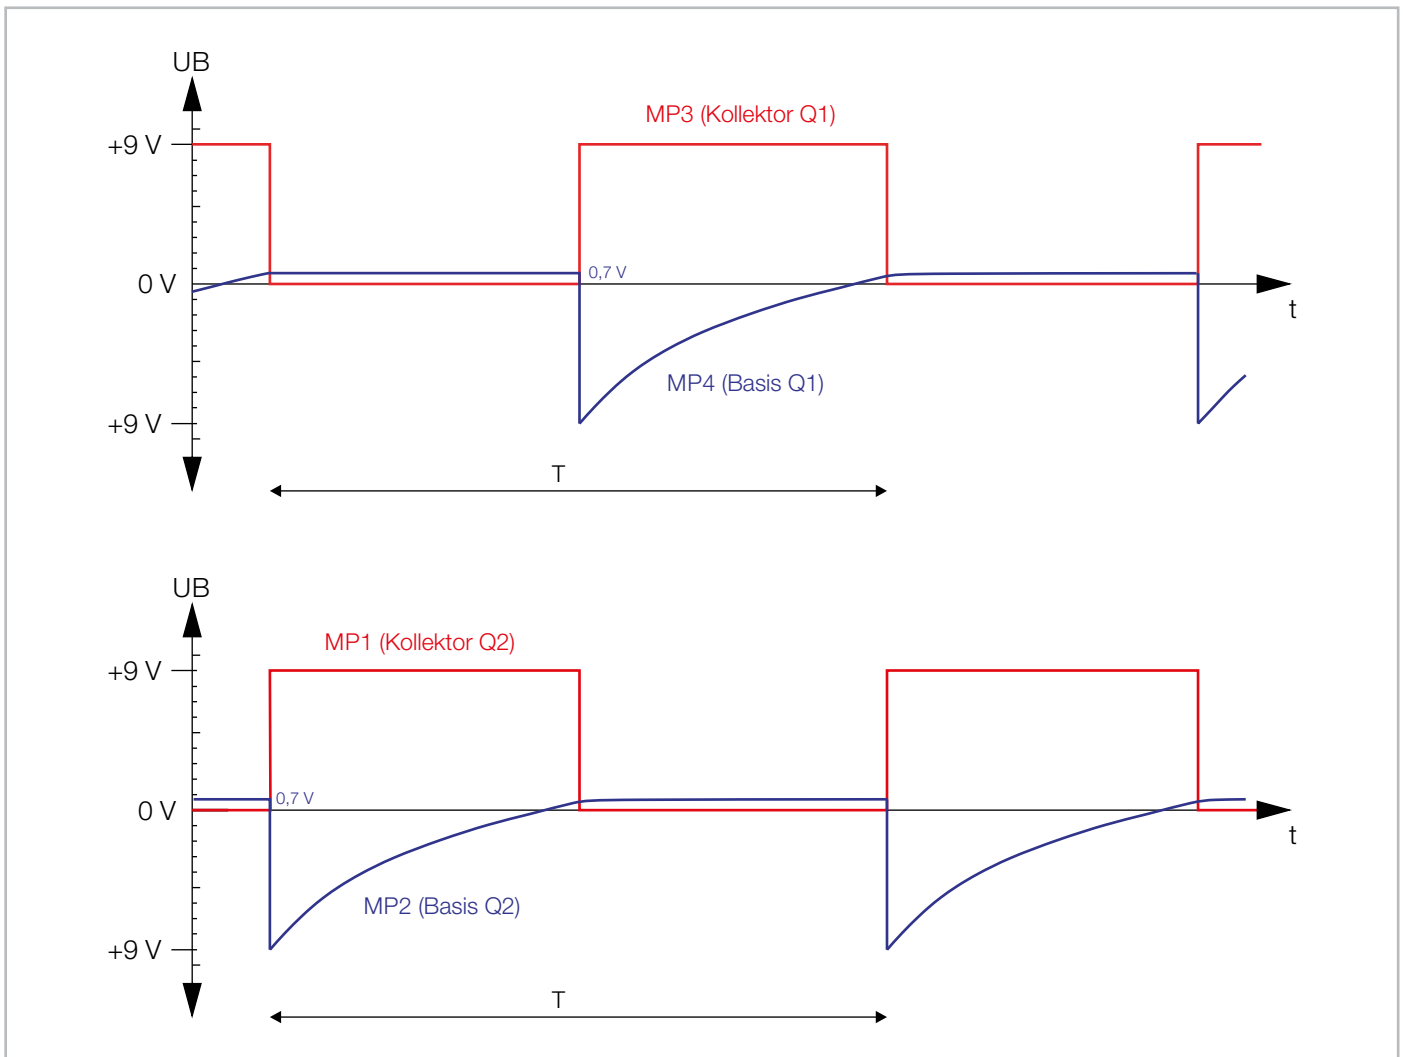 UB
MP3 (Kollektor Q1)
+9 V
0,7 V
0 V
t
MP4 (Basis Q1)
+9 V
T
UB
MP1 (Kollektor Q2)
+9 V
0,7 V
0 V
t
MP2 (Basis Q2)
+9 V
T